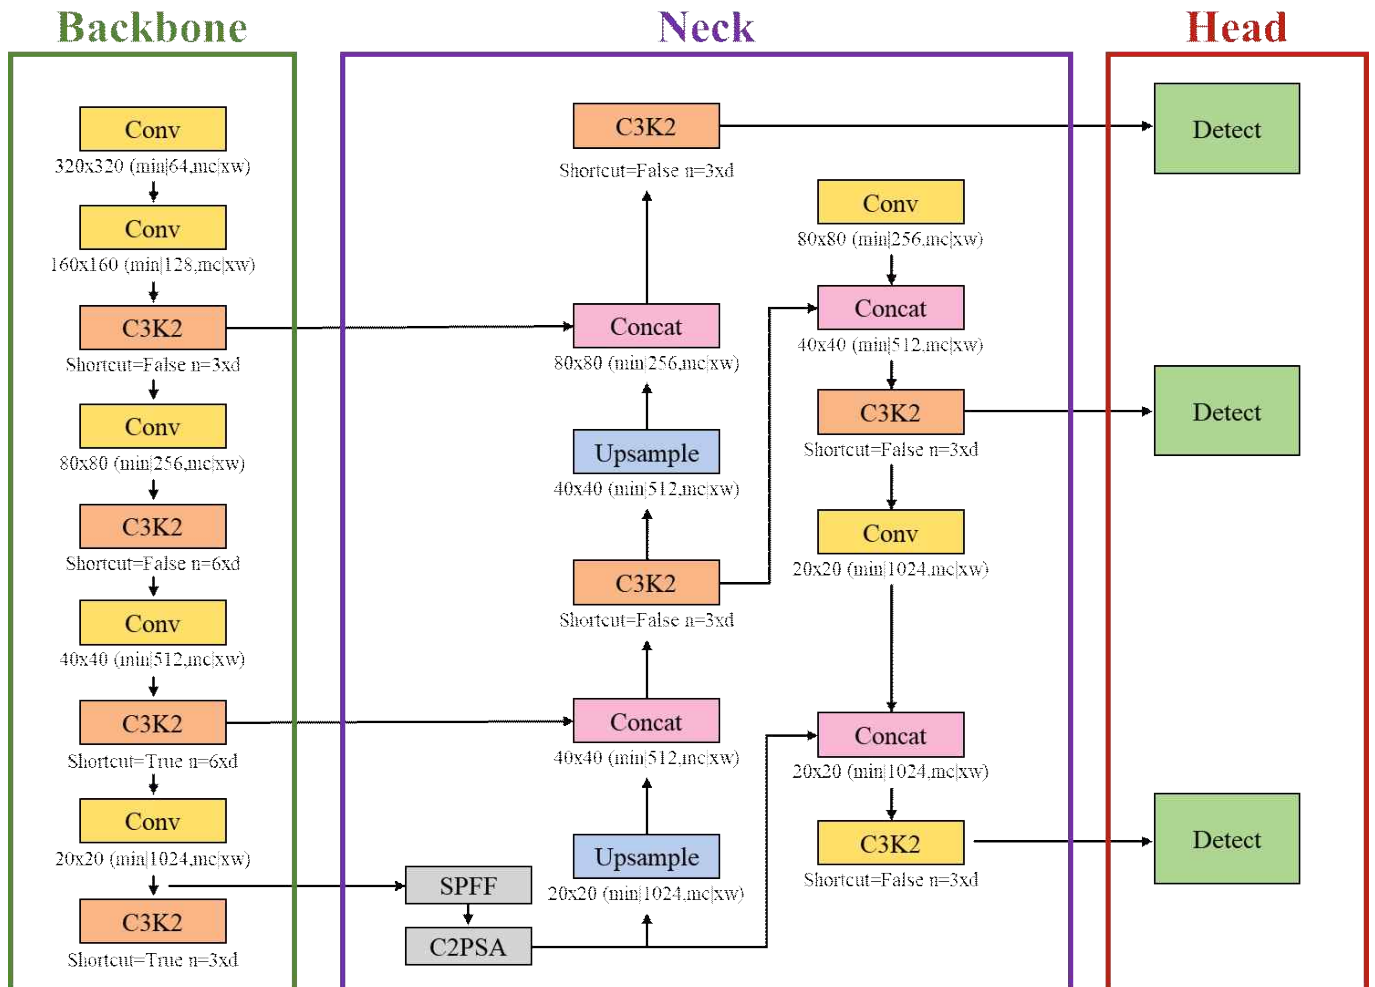 Backbone
Neck
Head
Conv
320x320 (min|64,mc|xw)
Conv
160x160 (min|128,mc|xw)
C3K2
Shortcut=False n=3xd
Conv
80x80 (min|256,mc|xw)
C3K2
Shortcut=False n=6xd
Conv
40x40 (min|512,mc|xw)
C3K2
Shortcut=True n=6xd
Conv
20x20 (min|1024,mc|xw)
C3K2
Shortcut=True n=3xd
SPFF
C2PSA
C3K2
Shortcut=False n=3xd
Concat
80x80 (min|256,mc|xw)
Upsample
40x40 (min|512,mc|xw)
C3K2
Shortcut=False n=3xd
Concat
40x40 (min|512,mc|xw)
Upsample
20x20 (min|1024,mc|xw)
Conv
80x80 (min|256,mc|xw)
Concat
40x40 (min|512,mc|xw)
C3K2
Shortcut=False n=3xd
Conv
20x20 (min|1024,mc|xw)
Concat
20x20 (min|1024,mc|xw)
C3K2
Shortcut=False n=3xd
Detect
Detect
Detect